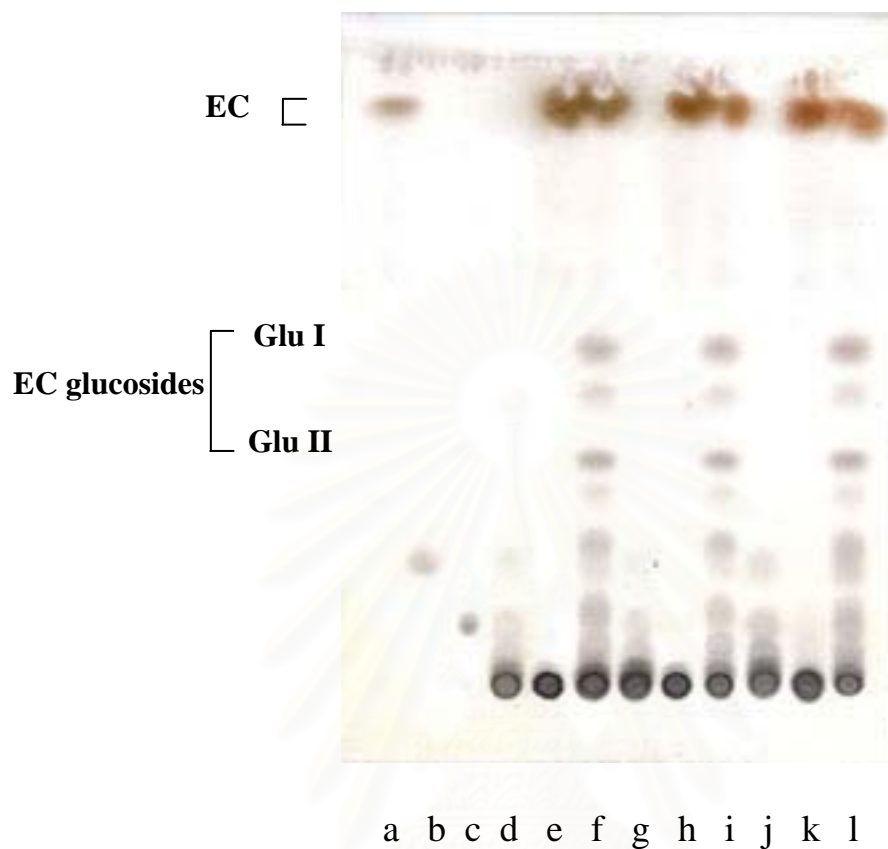 EC
Glu I
EC glucosides
Glu II
a b c d e f g h i j k l